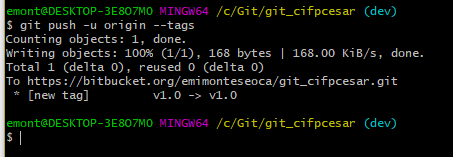 emont@DESKTOP-3E8O7MO MINGW64 /c/Git/git_cifpcesar (dev)
$ git push -u origin --tags
Counting objects: 1, done.
Writing objects: 100% (1/1), 168 bytes | 168.00 KiB/s, done.
Total 1 (delta 0), reused 0 (delta 0)
To https://bitbucket.org/emimonteseoca/git_cifpcesar.git
 * [new tag]         v1.0 -> v1.0

emont@DESKTOP-3E8O7MO MINGW64 /c/Git/git_cifpcesar (dev)
$